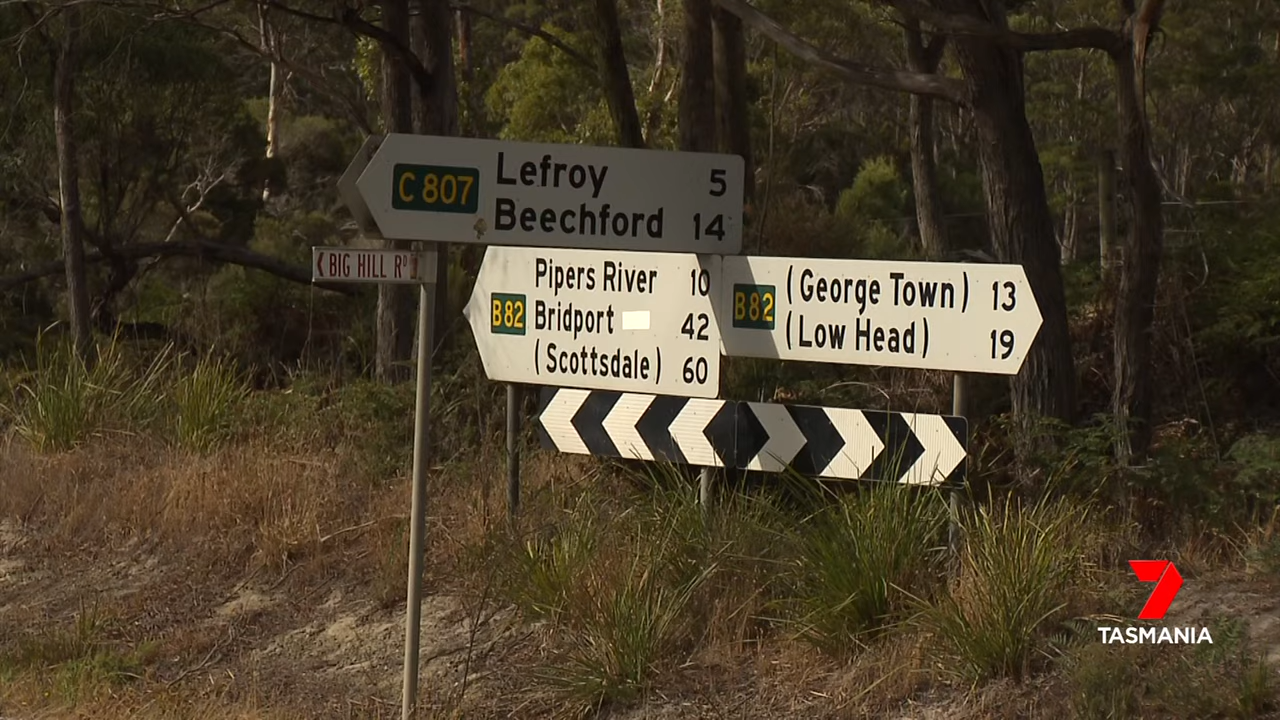 C807 Lefroy 5
Beechford 14
BIG HILL RD
Pipers River 10
B82 Bridport 42
(Scottsdale) 60
B82 (George Town) 13
(Low Head) 19
7
TASMANIA